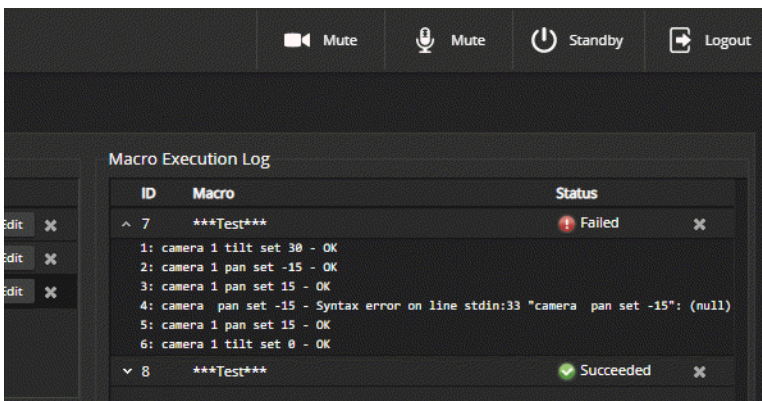 Mute Mute Standby Logout
Macro Execution Log
ID Macro Status
Edit 7 ***Test*** Failed
1: camera 1 tilt set 30 - OK
Edit 2: camera 1 pan set -15 - OK
3: camera 1 pan set 15 - OK
Edit 4: camera  pan set -15 - Syntax error on line stdin:33 "camera  pan set -15": (null)
5: camera 1 pan set 15 - OK
6: camera 1 tilt set 0 - OK
8 ***Test*** Succeeded